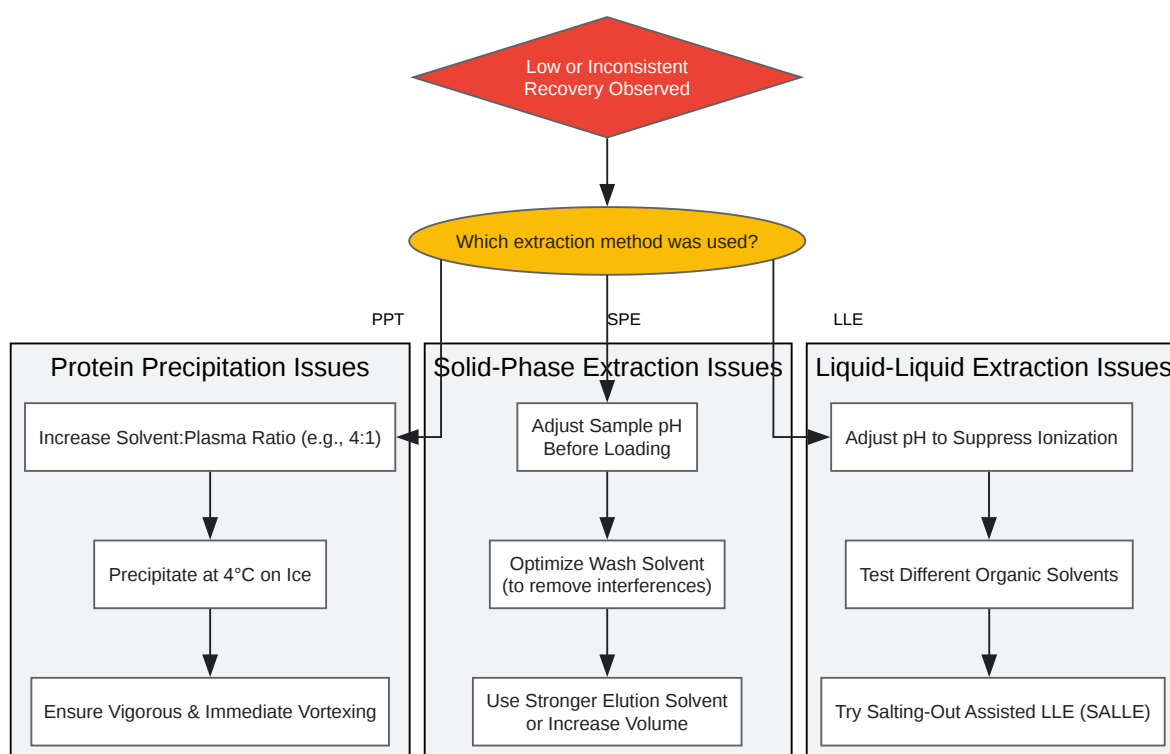 Low or Inconsistent
Recovery Observed
Which extraction method was used?
PPT
SPE
LLE
Protein Precipitation Issues
Increase Solvent:Plasma Ratio (e.g., 4:1)
Precipitate at 4°C on Ice
Ensure Vigorous & Immediate Vortexing
Solid-Phase Extraction Issues
Adjust Sample pH
Before Loading
Optimize Wash Solvent
(to remove interferences)
Use Stronger Elution Solvent
or Increase Volume
Liquid-Liquid Extraction Issues
Adjust pH to Suppress Ionization
Test Different Organic Solvents
Try Salting-Out Assisted LLE (SALLE)